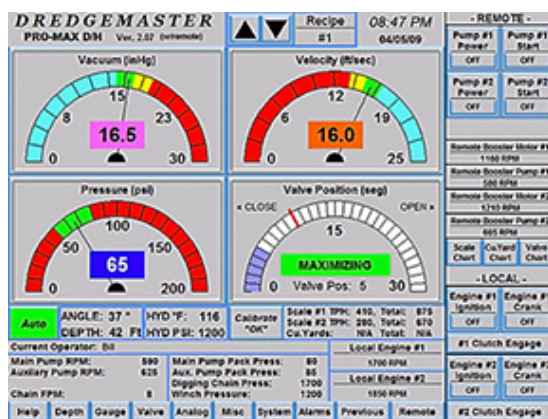 DREDGEMASTER
PRO-MAX D/H Ver. 2.07 (w/remote)
Recipe
#1
08:47 PM
04/05/09
- REMOTE -
Pump #1 Power
OFF
Pump #1 Start
OFF
Pump #2 Power
OFF
Pump #2 Start
OFF
Remote Booster Motor #1
1160 RPM
Remote Booster Pump #1
580 RPM
Remote Booster Motor #2
1210 RPM
Remote Booster Pump #2
605 RPM
Scale Chart
Cu.Yard Chart
Valve Chart
Vacuum (inHg)
0
8
15
23
30
16.5
Velocity (ft/sec)
0
6
12
19
25
16.0
Pressure (psi)
0
50
100
150
200
65
Valve Position (seg)
« CLOSE
OPEN »
15
MAXIMIZING
0
Valve Pos: 5
30
- LOCAL -
Engine #1 Ignition
OFF
Engine #1 Crank
OFF
#1 Clutch Engage
Engine #2 Ignition
OFF
Engine #2 Crank
OFF
#2 Clutch Engage
Auto
ANGLE: 37 °
DEPTH: 42 Ft
HYD °F: 116
HYD PSI: 1200
Calibrate
"OK"
Scale #1 TPH: 410, Total: 875
Scale #2 TPH: 280, Total: 670
Cu.Yards: N/A Total: N/A
Current Operator: Bill
Main Pump RPM: 590
Auxiliary Pump RPM: 625
Chain FPM: 8
Main Pump Pack Press: 80
Aux. Pump Pack Press: 85
Digging Chain Press: 1700
Winch Pressure: 1200
Local Engine #1
1700 RPM
Local Engine #2
1850 RPM
Help Depth Gauge Valve Analog Misc System Alarms Previous Remote